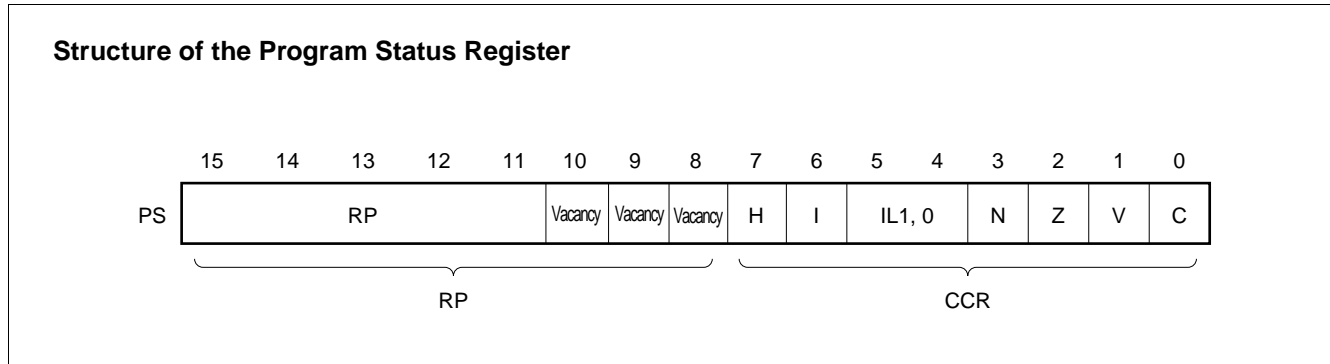 Structure of the Program Status Register
15 14 13 12 11 10 9 8 7 6 5 4 3 2 1 0
PS RP Vacancy Vacancy Vacancy H I IL1, 0 N Z V C
RP CCR